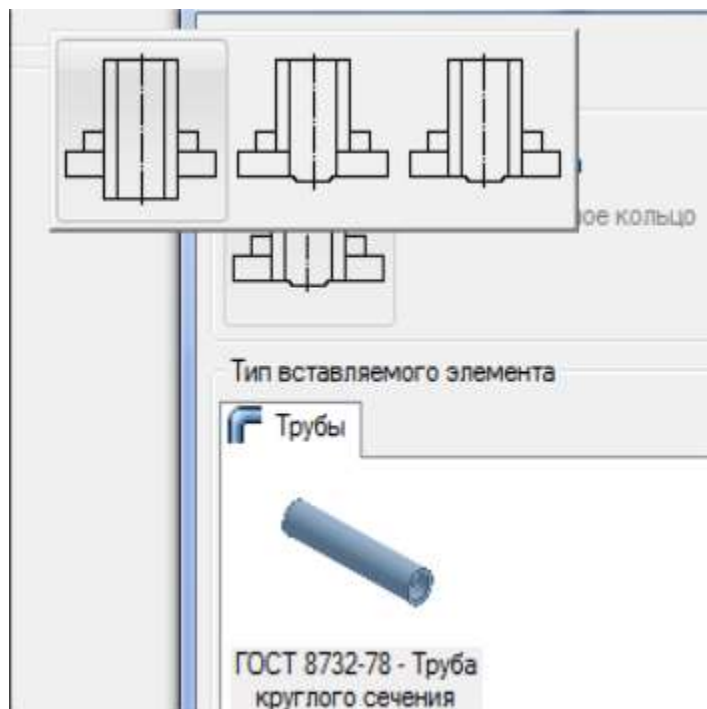 ое кольцо
Тип вставляемого элемента
Трубы
ГОСТ 8732-78 - Труба
круглого сечения